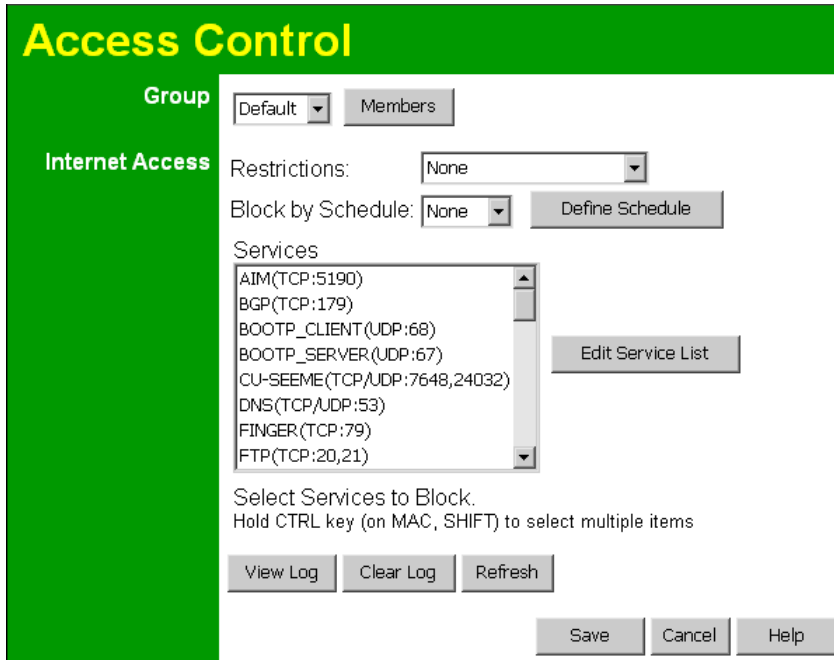 Access Control
Group Default Members
Internet Access Restrictions: None
Block by Schedule: None Define Schedule
Services
AIM(TCP:5190)
BGP(TCP:179)
BOOTP_CLIENT(UDP:68)
BOOTP_SERVER(UDP:67)
Edit Service List
CU-SEEME(TCP/UDP:7648,24032)
DNS(TCP/UDP:53)
FINGER(TCP:79)
FTP(TCP:20,21)
Select Services to Block.
Hold CTRL key (on MAC, SHIFT) to select multiple items
View Log Clear Log Refresh
Save Cancel Help